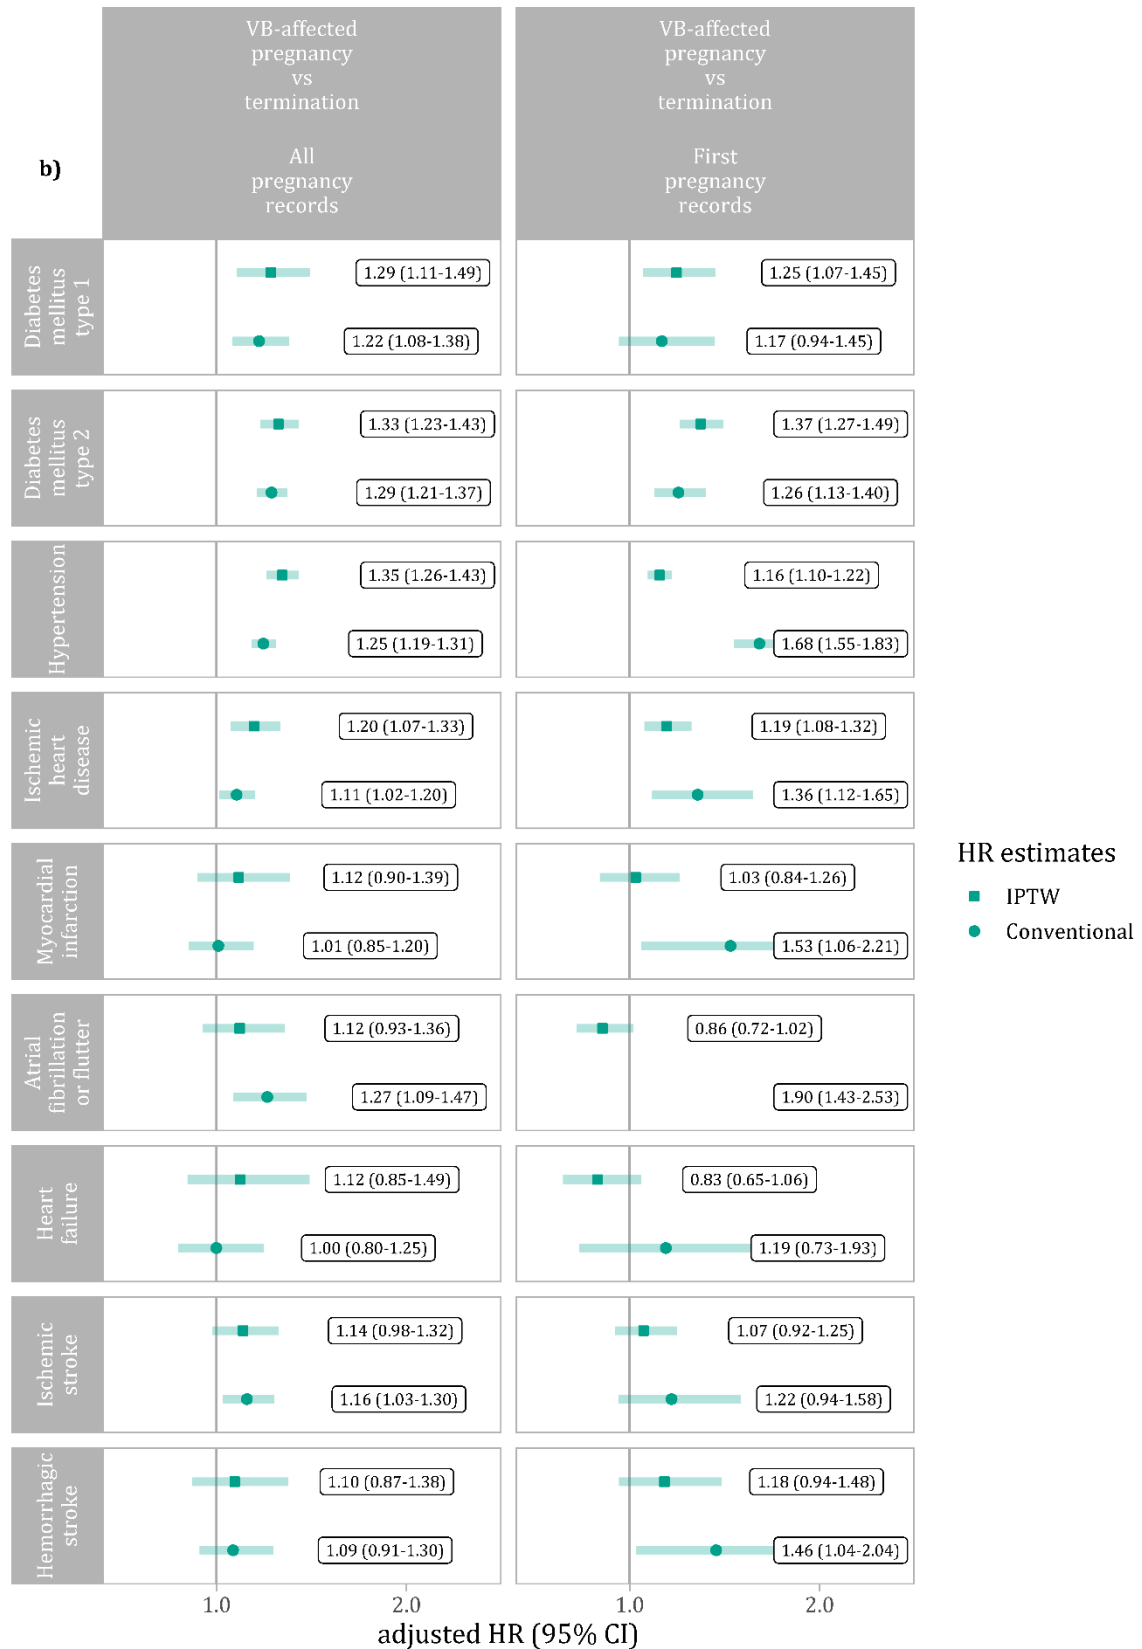 b)
VB-affected
pregnancy
vs
termination
All
pregnancy
records
VB-affected
pregnancy
vs
termination
First
pregnancy
records
Diabetes
mellitus
type 1
1.29 (1.11-1.49)
1.22 (1.08-1.38)
1.25 (1.07-1.45)
1.17 (0.94-1.45)
Diabetes
mellitus
type 2
1.33 (1.23-1.43)
1.29 (1.21-1.37)
1.37 (1.27-1.49)
1.26 (1.13-1.40)
Hypertension
1.35 (1.26-1.43)
1.25 (1.19-1.31)
1.16 (1.10-1.22)
1.68 (1.55-1.83)
Ischemic
heart
disease
1.20 (1.07-1.33)
1.11 (1.02-1.20)
1.19 (1.08-1.32)
1.36 (1.12-1.65)
Myocardial
infarction
1.12 (0.90-1.39)
1.01 (0.85-1.20)
1.03 (0.84-1.26)
1.53 (1.06-2.21)
Atrial
fibrillation
or flutter
1.12 (0.93-1.36)
1.27 (1.09-1.47)
0.86 (0.72-1.02)
1.90 (1.43-2.53)
Heart
failure
1.12 (0.85-1.49)
1.00 (0.80-1.25)
0.83 (0.65-1.06)
1.19 (0.73-1.93)
Ischemic
stroke
1.14 (0.98-1.32)
1.16 (1.03-1.30)
1.07 (0.92-1.25)
1.22 (0.94-1.58)
Hemorrhagic
stroke
1.10 (0.87-1.38)
1.09 (0.91-1.30)
1.18 (0.94-1.48)
1.46 (1.04-2.04)
1.0 2.0 1.0 2.0
adjusted HR (95% CI)
HR estimates
IPTW
Conventional